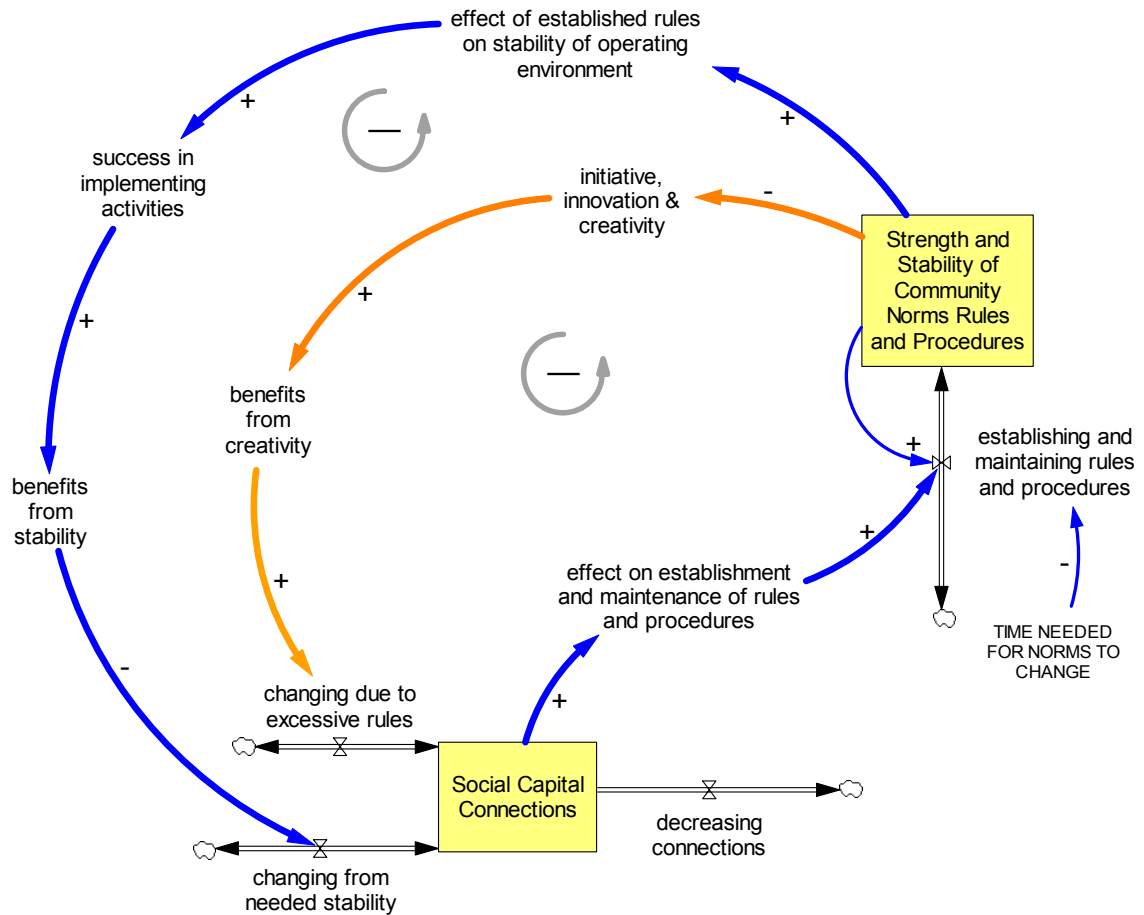 effect of established rules
on stability of operating
environment
+
+
—
success in
implementing
activities
initiative,
innovation &
creativity
-
Strength and
Stability of
Community
Norms Rules
and Procedures
+
+
—
benefits
from
creativity
+
establishing and
maintaining rules
and procedures
benefits
from
stability
+
-
effect on establishment
and maintenance of rules
and procedures
+
TIME NEEDED
FOR NORMS TO
CHANGE
-
changing due to
excessive rules
+
Social Capital
Connections
decreasing
connections
changing from
needed stability